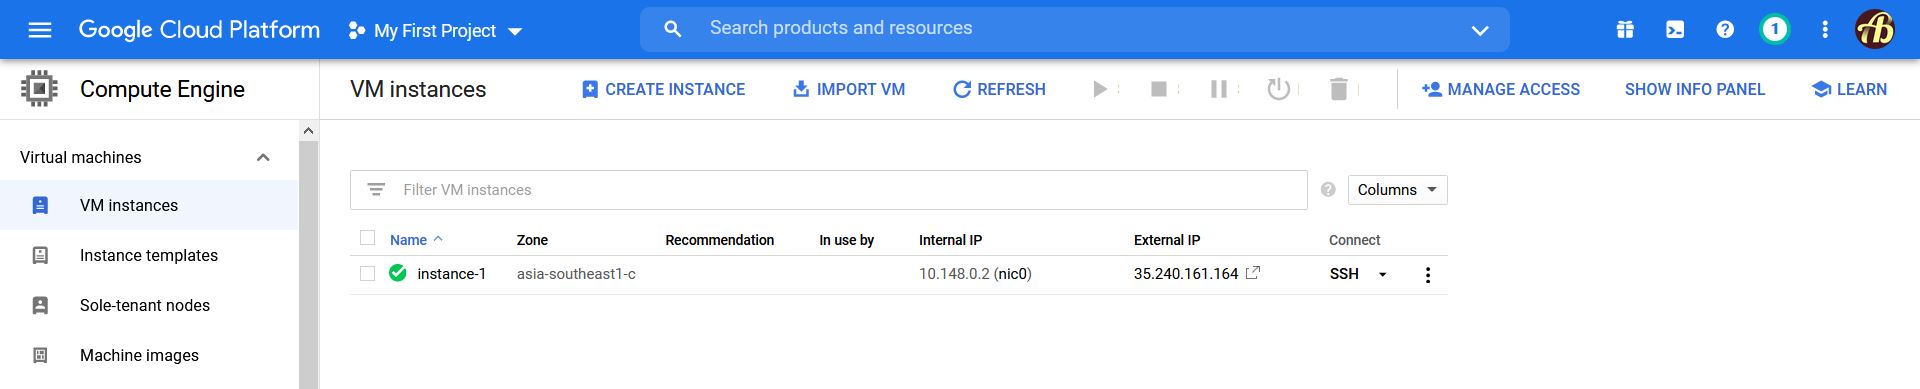 Google Cloud Platform My First Project Search products and resources 1
Compute Engine VM instances CREATE INSTANCE IMPORT VM REFRESH MANAGE ACCESS SHOW INFO PANEL LEARN
Virtual machines
VM instances
Instance templates
Sole-tenant nodes
Machine images
Filter VM instances Columns
Name Zone Recommendation In use by Internal IP External IP Connect
instance-1 asia-southeast1-c 10.148.0.2 (nic0) 35.240.161.164 SSH